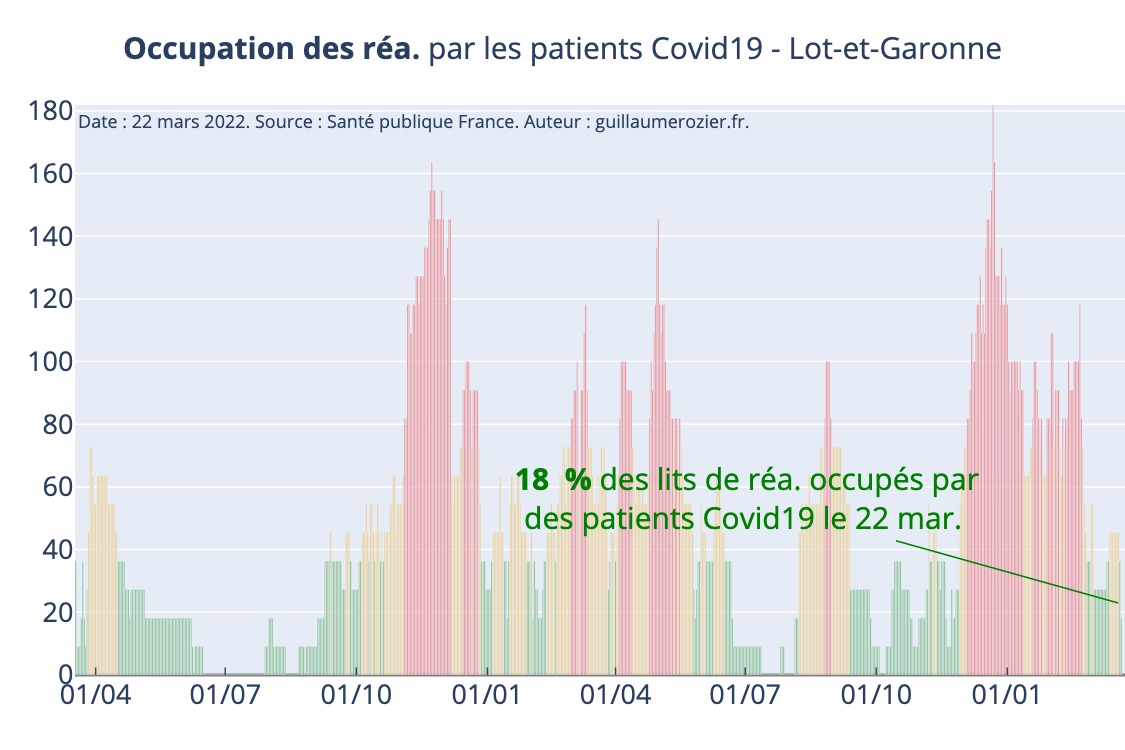 Occupation des réa. par les patients Covid19 - Lot-et-Garonne
180
Date : 22 mars 2022. Source : Santé publique France. Auteur : guillaumerozier.fr.
160
140
120
100
80
60
18 % des lits de réa. occupés par
des patients Covid19 le 22 mar.
40
20
0
01/04 01/07 01/10 01/01 01/04 01/07 01/10 01/01